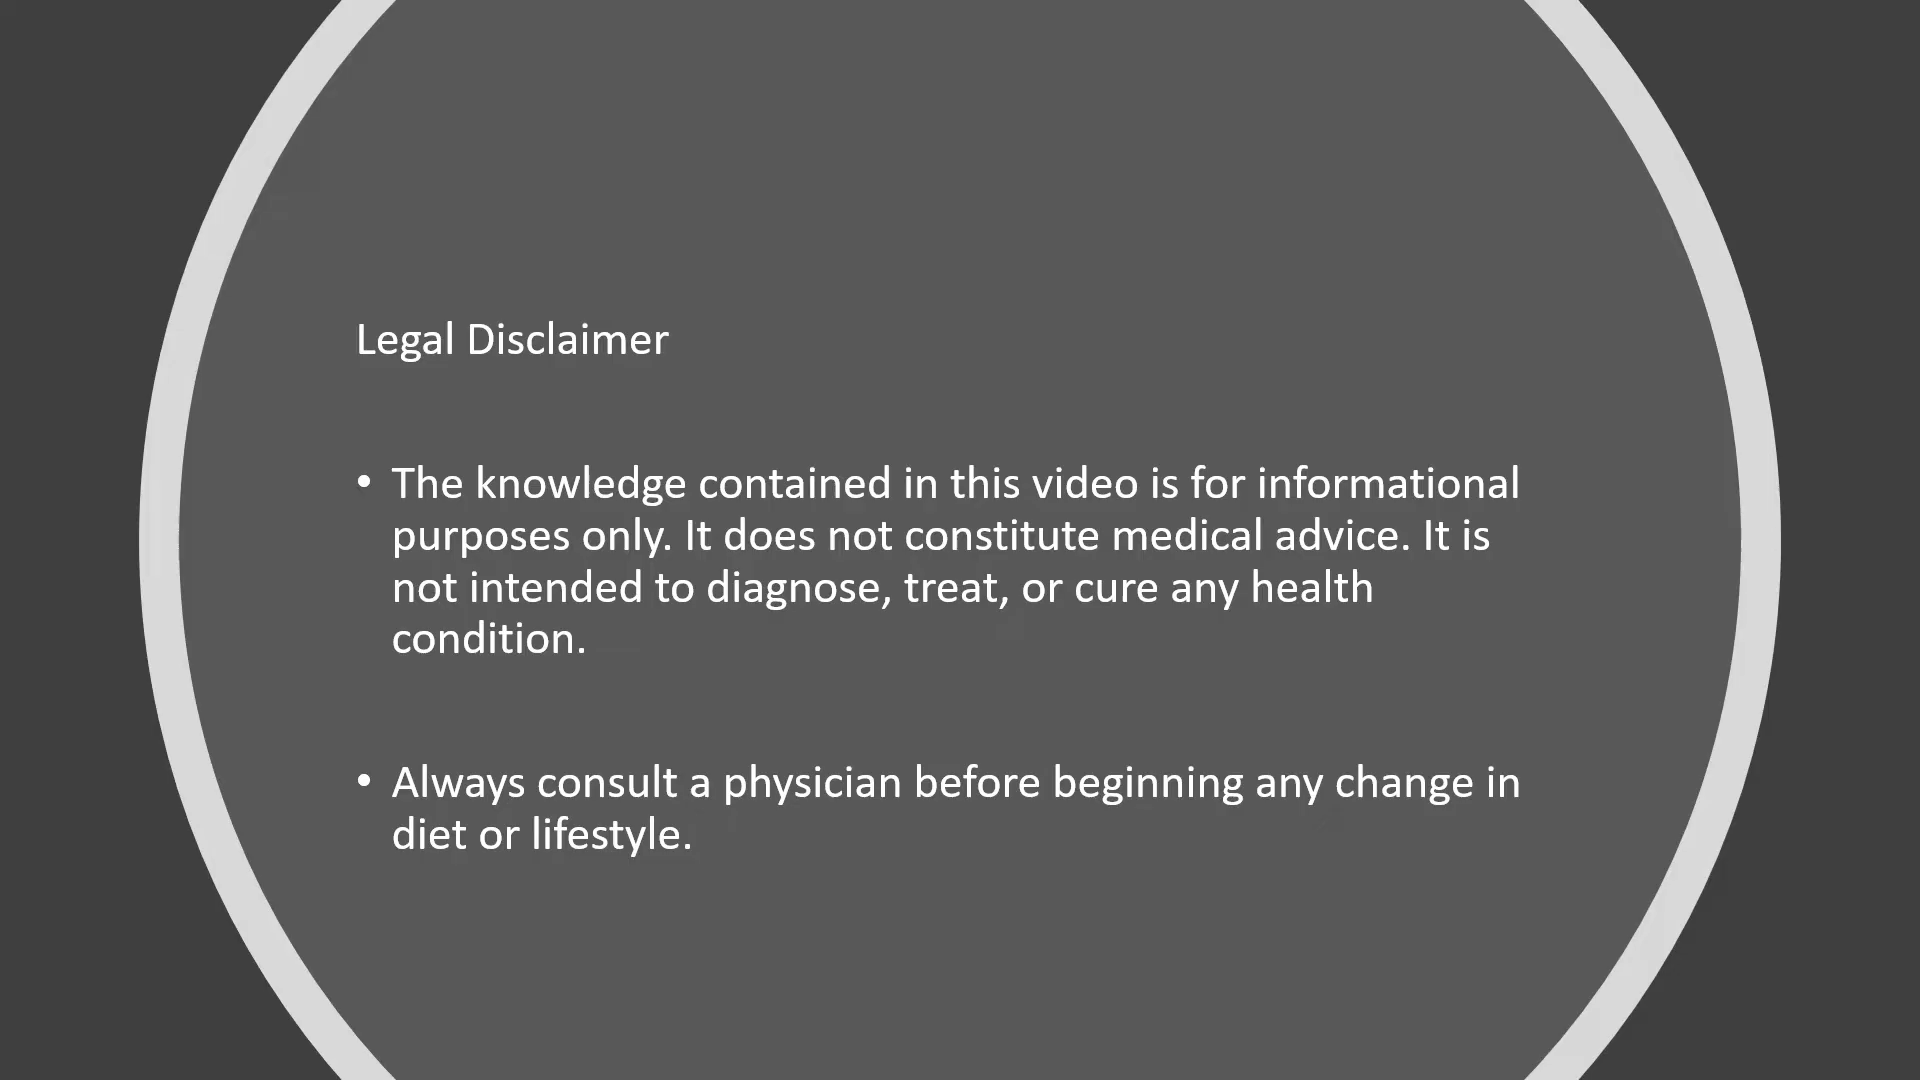 Legal Disclaimer
• The knowledge contained in this video is for informational
purposes only. It does not constitute medical advice. It is
not intended to diagnose, treat, or cure any health
condition.
• Always consult a physician before beginning any change in
diet or lifestyle.